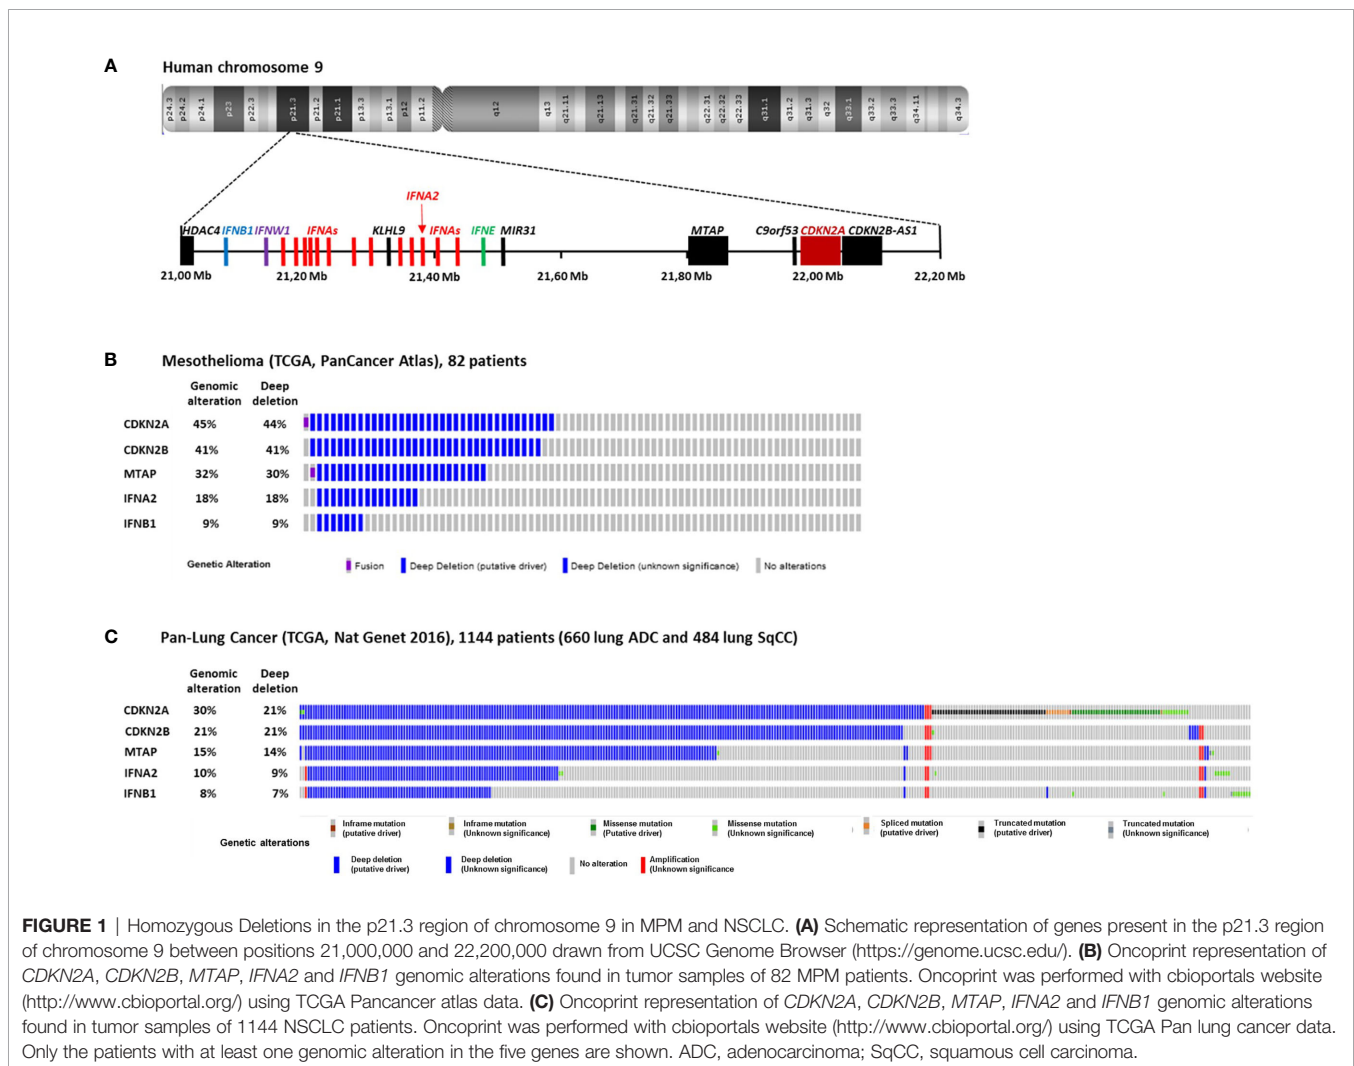 A Human chromosome 9
p24.3 p24.2 p24.1 p23 p22.3 p21.3 p21.2 p21.1 p13.3 p13.1 p12 p11.2 q12 q13 q21.11 q21.13 q21.31 q21.32 q21.33 q22.31 q22.32 q22.33 q31.1 q31.2 q31.3 q32 q33.1 q33.2 q33.3 q34.11 q34.3
IFNA2
HDAC4 IFNB1 IFNW1 IFNAs KLHL9 IFNAs IFNE MIR31 MTAP C9orf53 CDKN2A CDKN2B-AS1
21,00 Mb 21,20 Mb 21,40 Mb 21,60 Mb 21,80 Mb 22,00 Mb 22,20 Mb
B Mesothelioma (TCGA, PanCancer Atlas), 82 patients
Genomic Deep
alteration deletion
CDKN2A 45% 44%
CDKN2B 41% 41%
MTAP 32% 30%
IFNA2 18% 18%
IFNB1 9% 9%
Genetic Alteration Fusion Deep Deletion (putative driver) Deep Deletion (unknown significance) No alterations
C Pan-Lung Cancer (TCGA, Nat Genet 2016), 1144 patients (660 lung ADC and 484 lung SqCC)
Genomic Deep
alteration deletion
CDKN2A 30% 21%
CDKN2B 21% 21%
MTAP 15% 14%
IFNA2 10% 9%
IFNB1 8% 7%
Inframe mutation Inframe mutation Missense mutation Missense mutation Spliced mutation Truncated mutation Truncated mutation
(putative driver) (Unknown significance) (Putative driver) (Unknown significance) (putative driver) (putative driver) (Unknown significance)
Genetic alterations
Deep deletion Deep deletion No alteration Amplification
(putative driver) (Unknown significance) (Unknown significance
FIGURE 1 | Homozygous Deletions in the p21.3 region of chromosome 9 in MPM and NSCLC. (A) Schematic representation of genes present in the p21.3 region
of chromosome 9 between positions 21,000,000 and 22,200,000 drawn from UCSC Genome Browser (https://genome.ucsc.edu/). (B) Oncoprint representation of
CDKN2A, CDKN2B, MTAP, IFNA2 and IFNB1 genomic alterations found in tumor samples of 82 MPM patients. Oncoprint was performed with cbioportals website
(http://www.cbioportal.org/) using TCGA Pancancer atlas data. (C) Oncoprint representation of CDKN2A, CDKN2B, MTAP, IFNA2 and IFNB1 genomic alterations
found in tumor samples of 1144 NSCLC patients. Oncoprint was performed with cbioportals website (http://www.cbioportal.org/) using TCGA Pan lung cancer data.
Only the patients with at least one genomic alteration in the five genes are shown. ADC, adenocarcinoma; SqCC, squamous cell carcinoma.